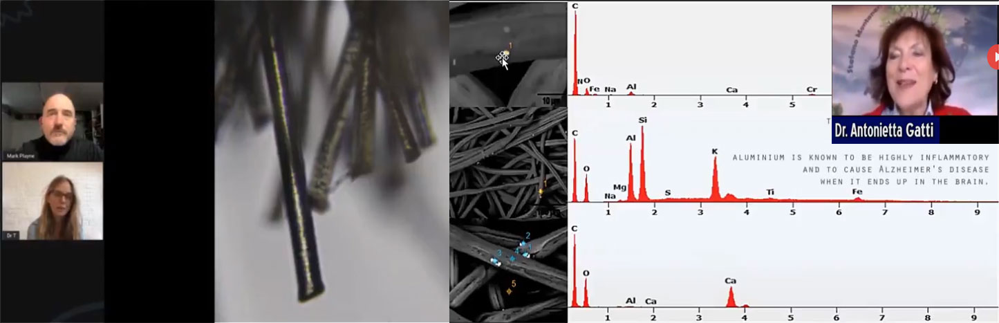 Mark Playne
Dr T
1
10 µm
1
2
1
3
4
5
C
N O
Fe
Na
Al
Ca
Cr
1 2 3 4 5
Stefano Montanari
Dr. Antonietta Gatti
C
O
Na
Mg
Al
Si
S
K
Ti
Fe
1 2 3 4 5 6 7 8 9
ALUMINIUM IS KNOWN TO BE HIGHLY INFLAMMATORY
AND TO CAUSE ALZHEIMER'S DISEASE
WHEN IT ENDS UP IN THE BRAIN.
C
O
Al
Ca
Ca
1 2 3 4 5 6 7 8 9